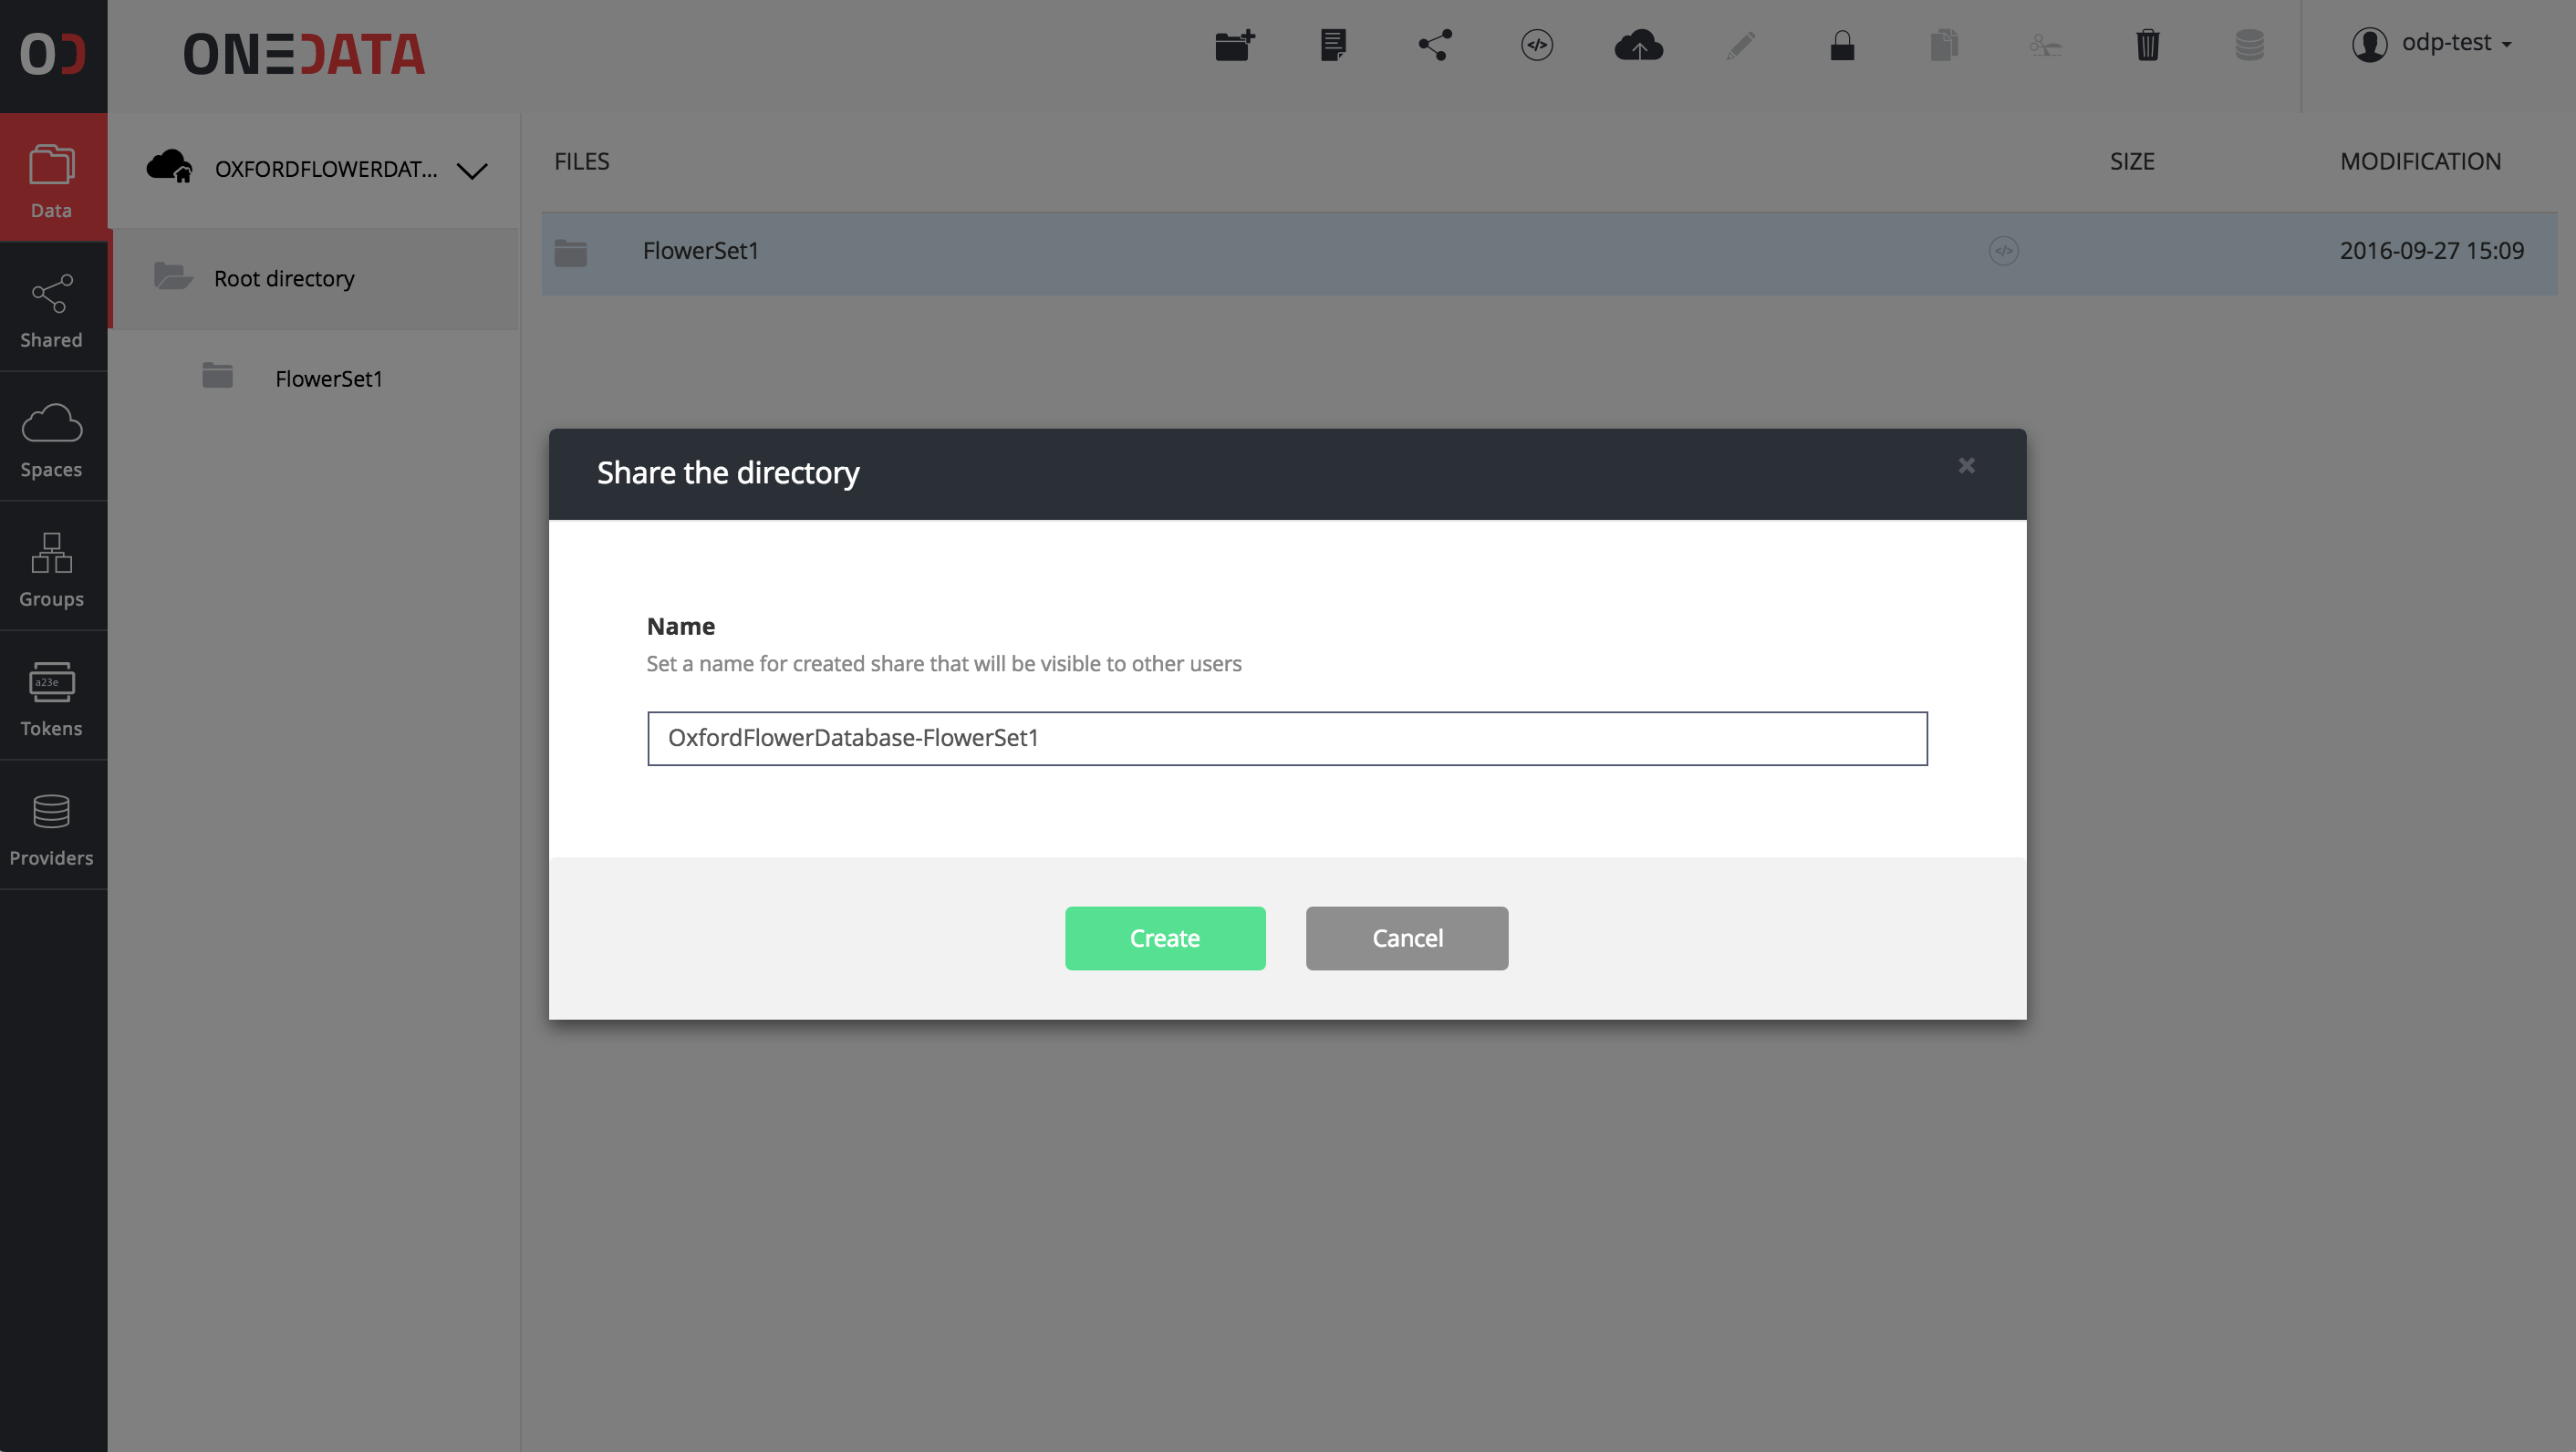 OD
ONEDATA
odp-test
Data
Shared
Spaces
Groups
a23e
Tokens
Providers
OXFORDFLOWERDAT...
Root directory
FlowerSet1
FILES
SIZE
MODIFICATION
FlowerSet1
</>
2016-09-27 15:09
Share the directory
Name
Set a name for created share that will be visible to other users
OxfordFlowerDatabase-FlowerSet1
Create
Cancel